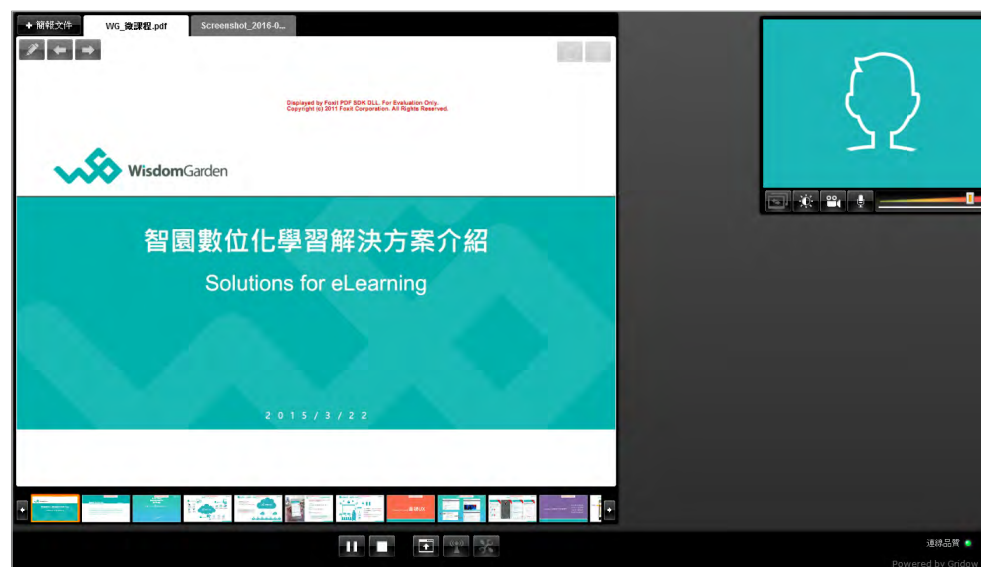 + 簡報文件
WG_微課程.pdf
Screenshot_2016-0...
Displayed by Foxit PDF SDK DLL. For Evaluation Only.
Copyright (c) 2011 Foxit Corporation. All Rights Reserved.
WisdomGarden
智園數位化學習解決方案介紹
Solutions for eLearning
2015/3/22
連線品質
Powered by Gridow